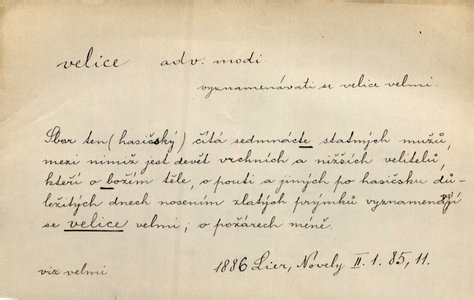 velice adv. modi
vyznamenávati se velice velmi.
Sbor ten (hasičský) čítá sedmnácte statných mužů,
mezi nimiž jest devět vrchních a nižších velitelů,
kteří o božím těle, o pouti a jiných po hasičsku dů-
ležitých dnech nosením zlatých prýmků vyznamenají
se velice velmi; o požárech méně.
viz velmi 1886 Lier, Novely II. 1. 85, 11.